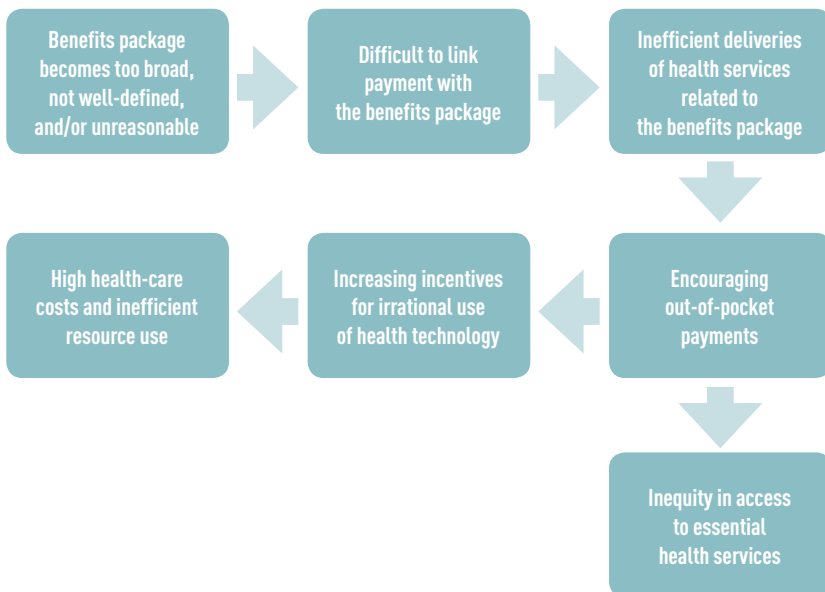 Benefits package
becomes too broad,
not well-defined,
and/or unreasonable
Difficult to link
payment with
the benefits package
Inefficient deliveries
of health services
related to
the benefits package
Encouraging
out-of-pocket
payments
Increasing incentives
for irrational use
of health technology
High health-care
costs and inefficient
resource use
Inequity in access
to essential
health services